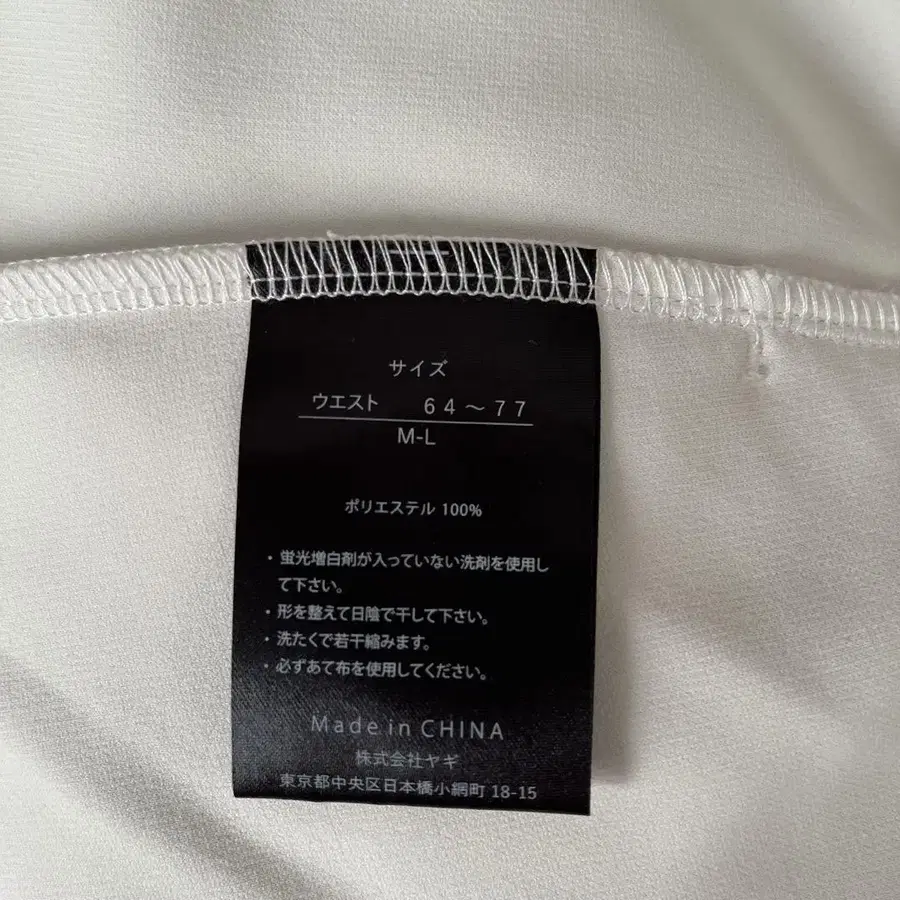 サイズ
ウエスト 64～77
M-L
ポリエステル 100%
・蛍光増白剤が入っていない洗剤を使用し
て下さい。
・形を整えて日陰で干して下さい。
・洗たくで若干縮みます。
・必ずあて布を使用してください。
Made in CHINA
株式会社ヤギ
東京都中央区日本橋小網町 18-15